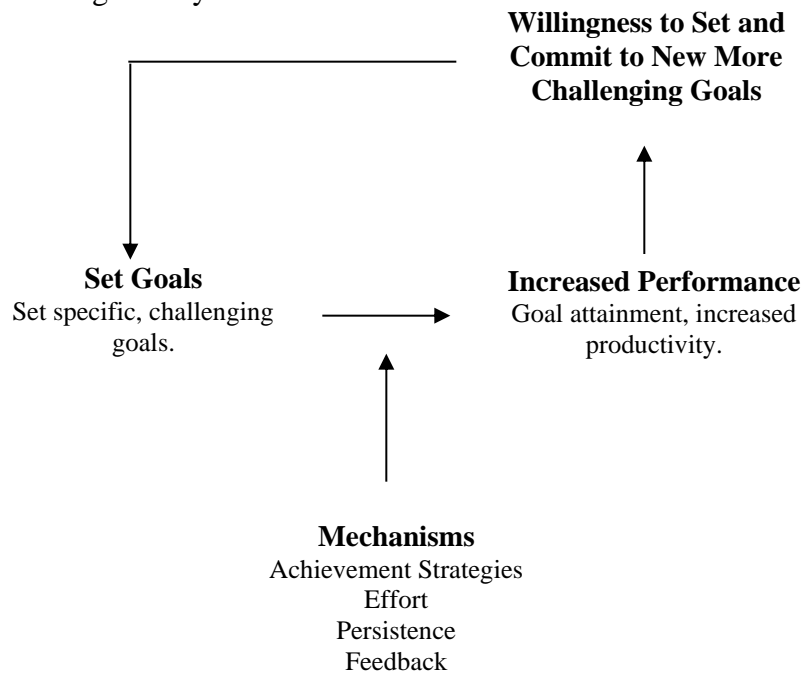 Willingness to Set and
Commit to New More
Challenging Goals
Set Goals
Set specific, challenging
goals.
Increased Performance
Goal attainment, increased
productivity.
Mechanisms
Achievement Strategies
Effort
Persistence
Feedback